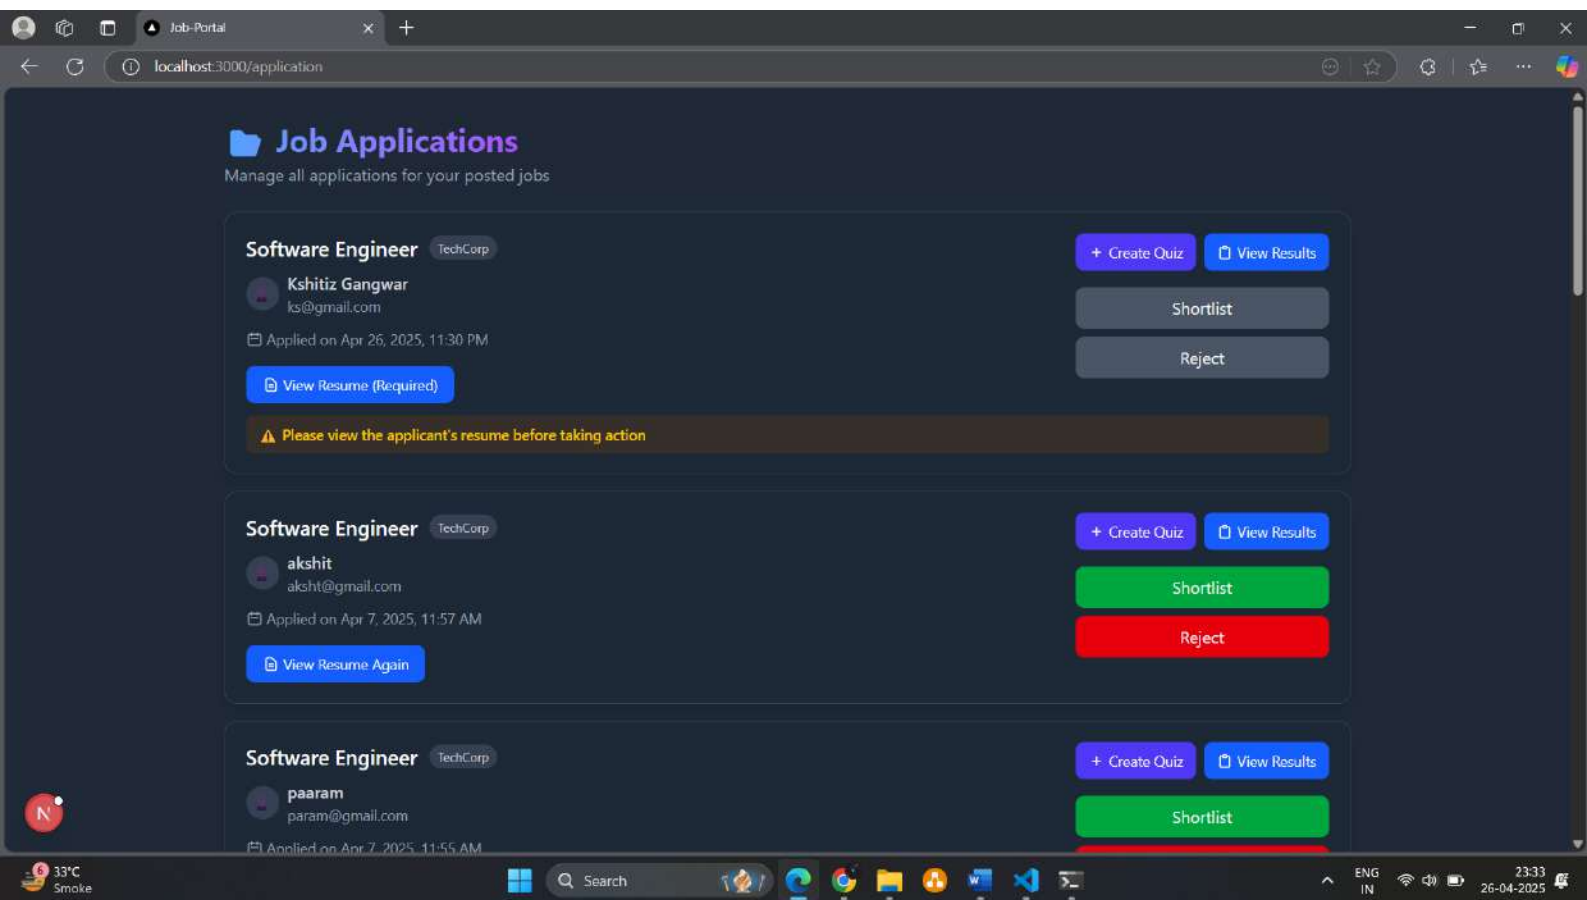 Job-Portal
localhost:3000/application
Job Applications
Manage all applications for your posted jobs
Software Engineer TechCorp
+ Create Quiz View Results
Kshitiz Gangwar
ks@gmail.com
Shortlist
Applied on Apr 26, 2025, 11:30 PM
Reject
View Resume (Required)
Please view the applicant's resume before taking action
Software Engineer TechCorp
+ Create Quiz View Results
akshit
aksht@gmail.com
Shortlist
Applied on Apr 7, 2025, 11:57 AM
Reject
View Resume Again
Software Engineer TechCorp
+ Create Quiz View Results
paaram
param@gmail.com
Shortlist
Applied on Apr 7, 2025, 11:55 AM
N
6
33°C
Smoke
Search
ENG
IN
23:33
26-04-2025